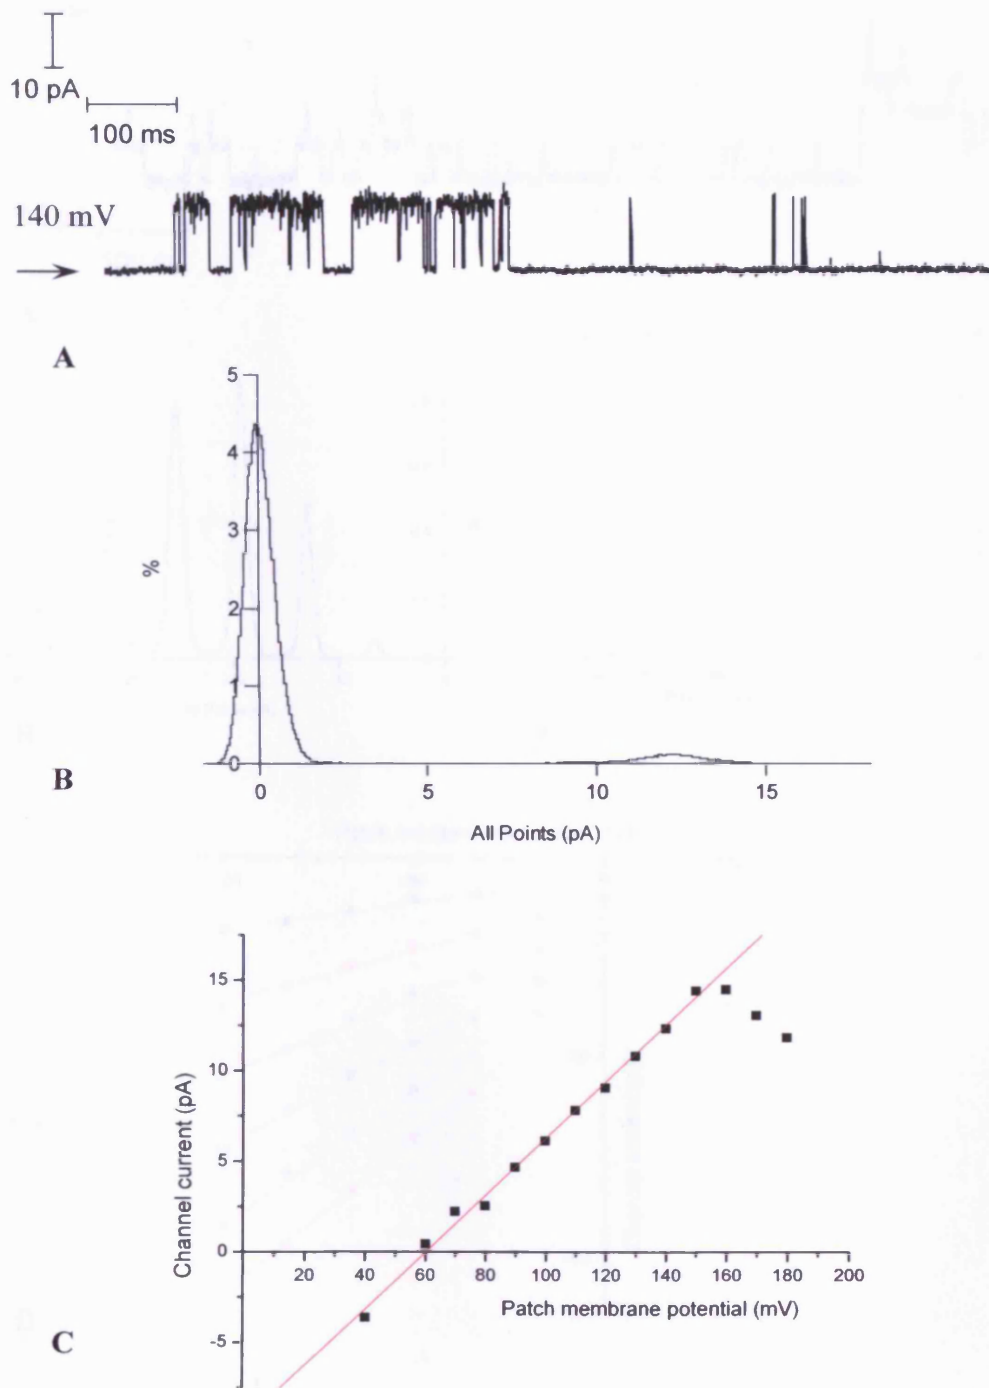 10 pA
100 ms
140 mV
A
5
4
3
2
1
0
%
0 5 10 15
All Points (pA)
B
15
10
5
0
-5
Channel current (pA)
20 40 60 80 100 120 140 160 180 200
Patch membrane potential (mV)
C